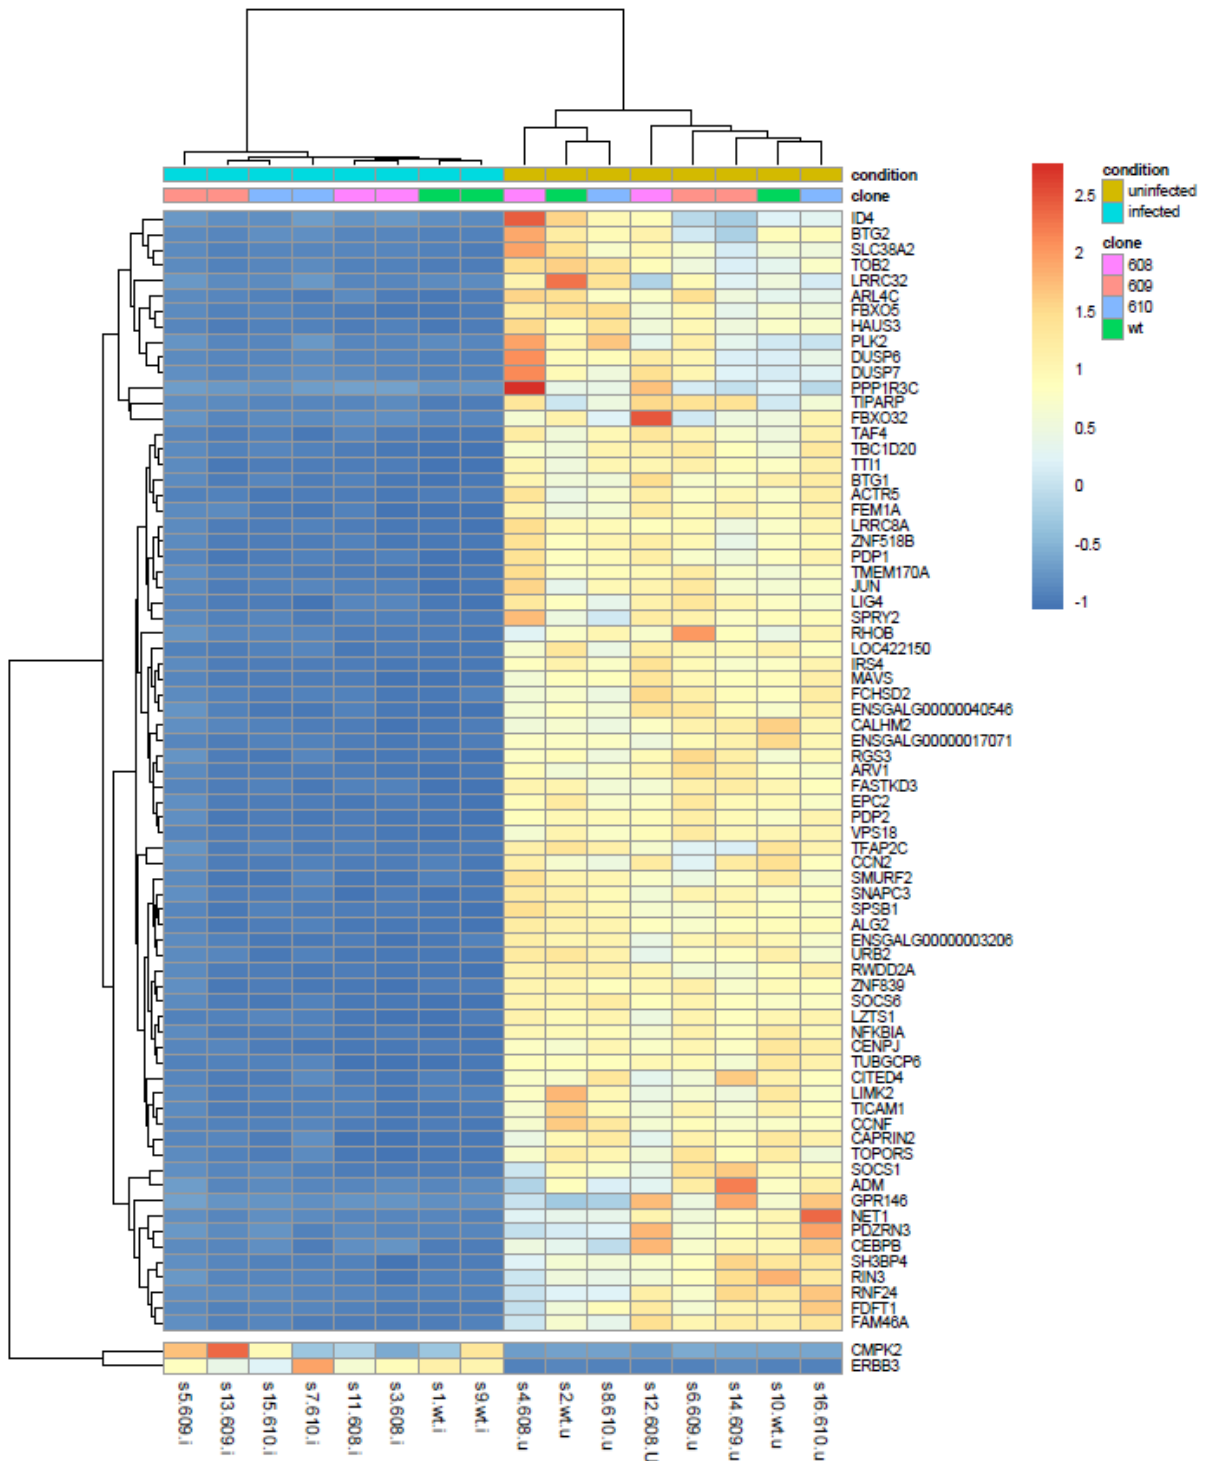 condition
clone
ID4
BTG2
SLC38A2
TOB2
LRRC32
ARL4C
FBXO5
HAUS3
PLK2
DUSP6
DUSP7
PPP1R3C
TIPARP
FBXO32
TAF4
TBC1D20
TTI1
BTG1
ACTR5
FEM1A
LRRC8A
ZNF518B
PDP1
TMEM170A
JUN
LIG4
SPRY2
RHOB
LOC422150
IRS4
MAVS
FCHSD2
ENSGALG00000040546
CALHM2
ENSGALG00000017071
RGS3
ARV1
FASTKD3
EPC2
PDP2
VPS18
TFAP2C
CCN2
SMURF2
SNAPC3
SPSB1
ALG2
ENSGALG00000003206
URB2
RWDD2A
ZNF839
SOCS6
LZTS1
NFKBIA
CENPJ
TUBGCP6
CITED4
LIMK2
TICAM1
CCNF
CAPRIN2
TOPORS
SOCS1
ADM
GPR146
NET1
PDZRN3
CEBPB
SH3BP4
RIN3
RNF24
FDFT1
FAM46A
CMPK2
ERBB3
s5.609.i
s13.609.i
s15.610.i
s7.610.i
s11.608.i
s3.608.i
s1.wt.i
s9.wt.i
s4.608.u
s2.wt.u
s8.610.u
s12.608.U
s6.609.u
s14.609.u
s10.wt.u
s16.610.u
2.5
2
1.5
1
0.5
0
-0.5
-1
condition
uninfected
infected
clone
608
609
610
wt